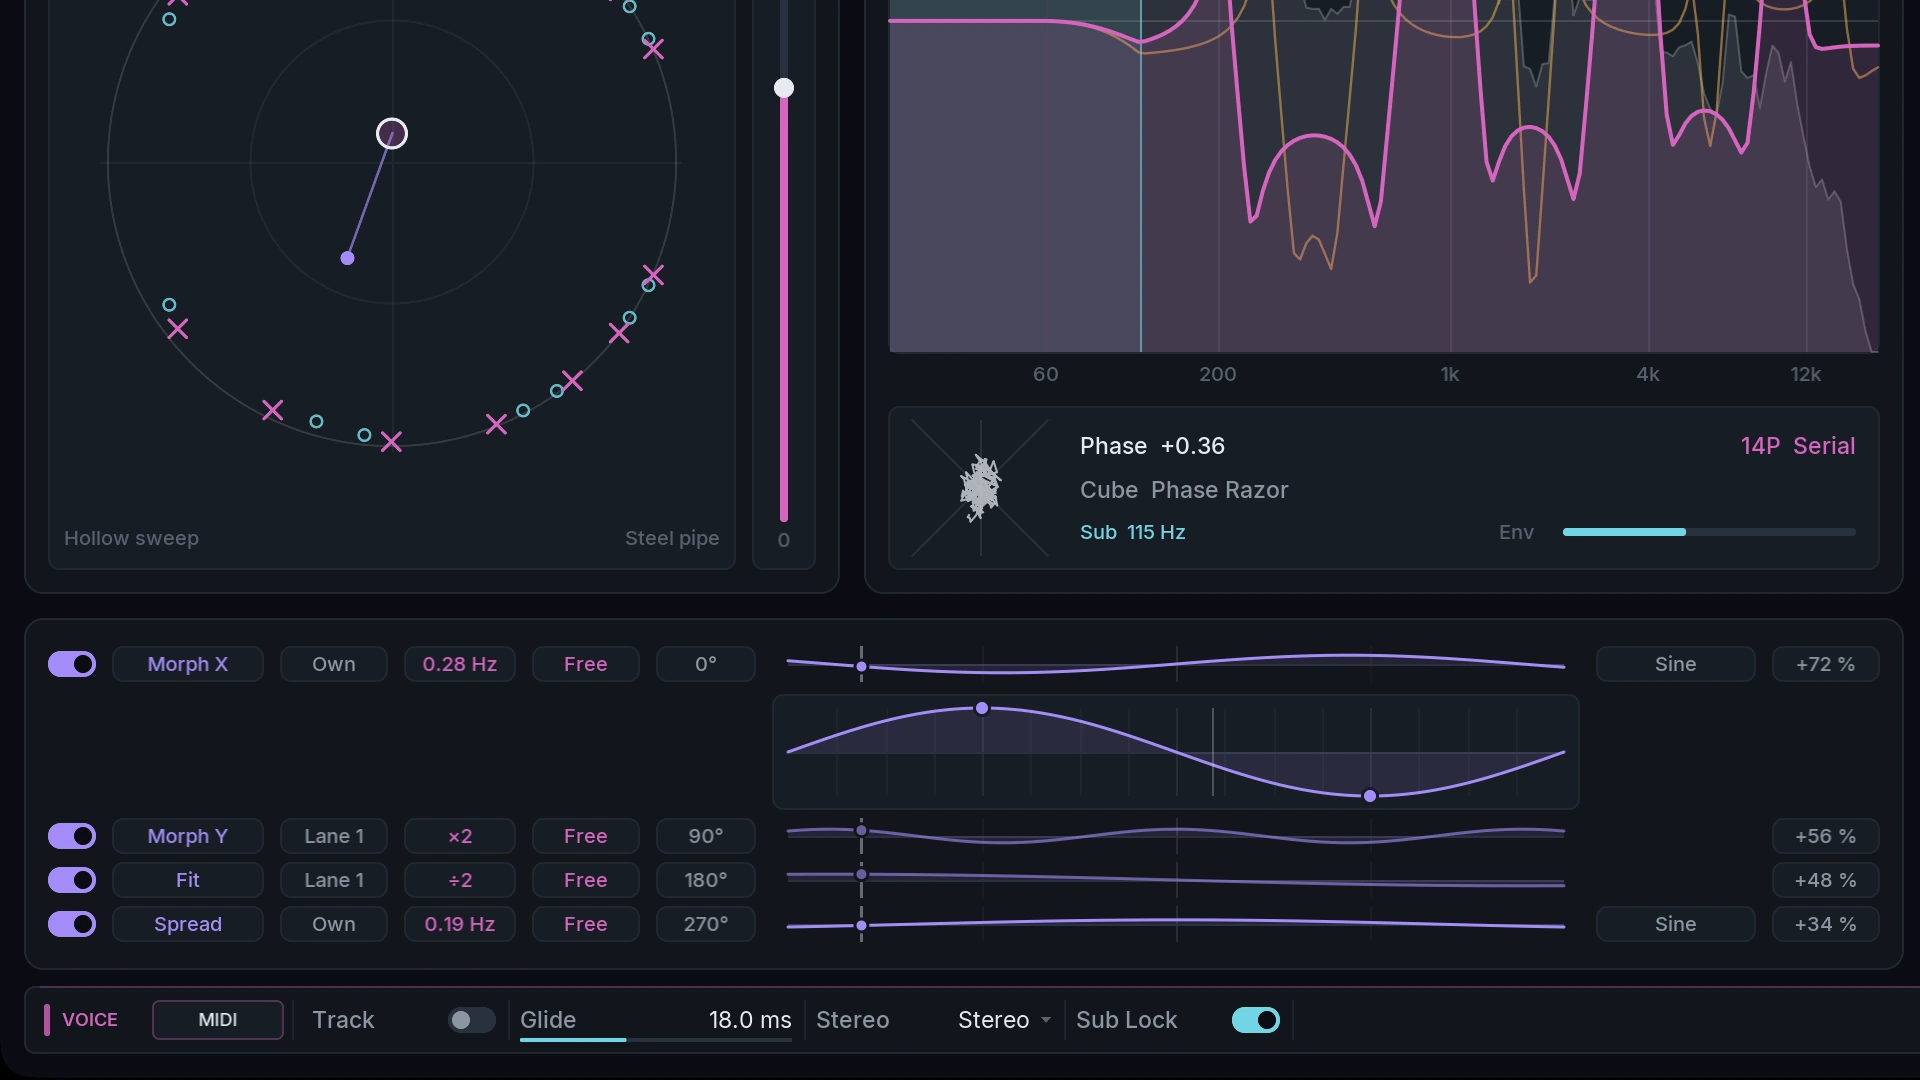 60 200 1k 4k 12k
Phase +0.36 14P Serial
Cube Phase Razor
Sub 115 Hz Env
Hollow sweep Steel pipe 0
Morph X Own 0.28 Hz Free 0° Sine +72 %
Morph Y Lane 1 ×2 Free 90° +56 %
Fit Lane 1 ÷2 Free 180° +48 %
Spread Own 0.19 Hz Free 270° Sine +34 %
VOICE MIDI Track Glide 18.0 ms Stereo Stereo Sub Lock